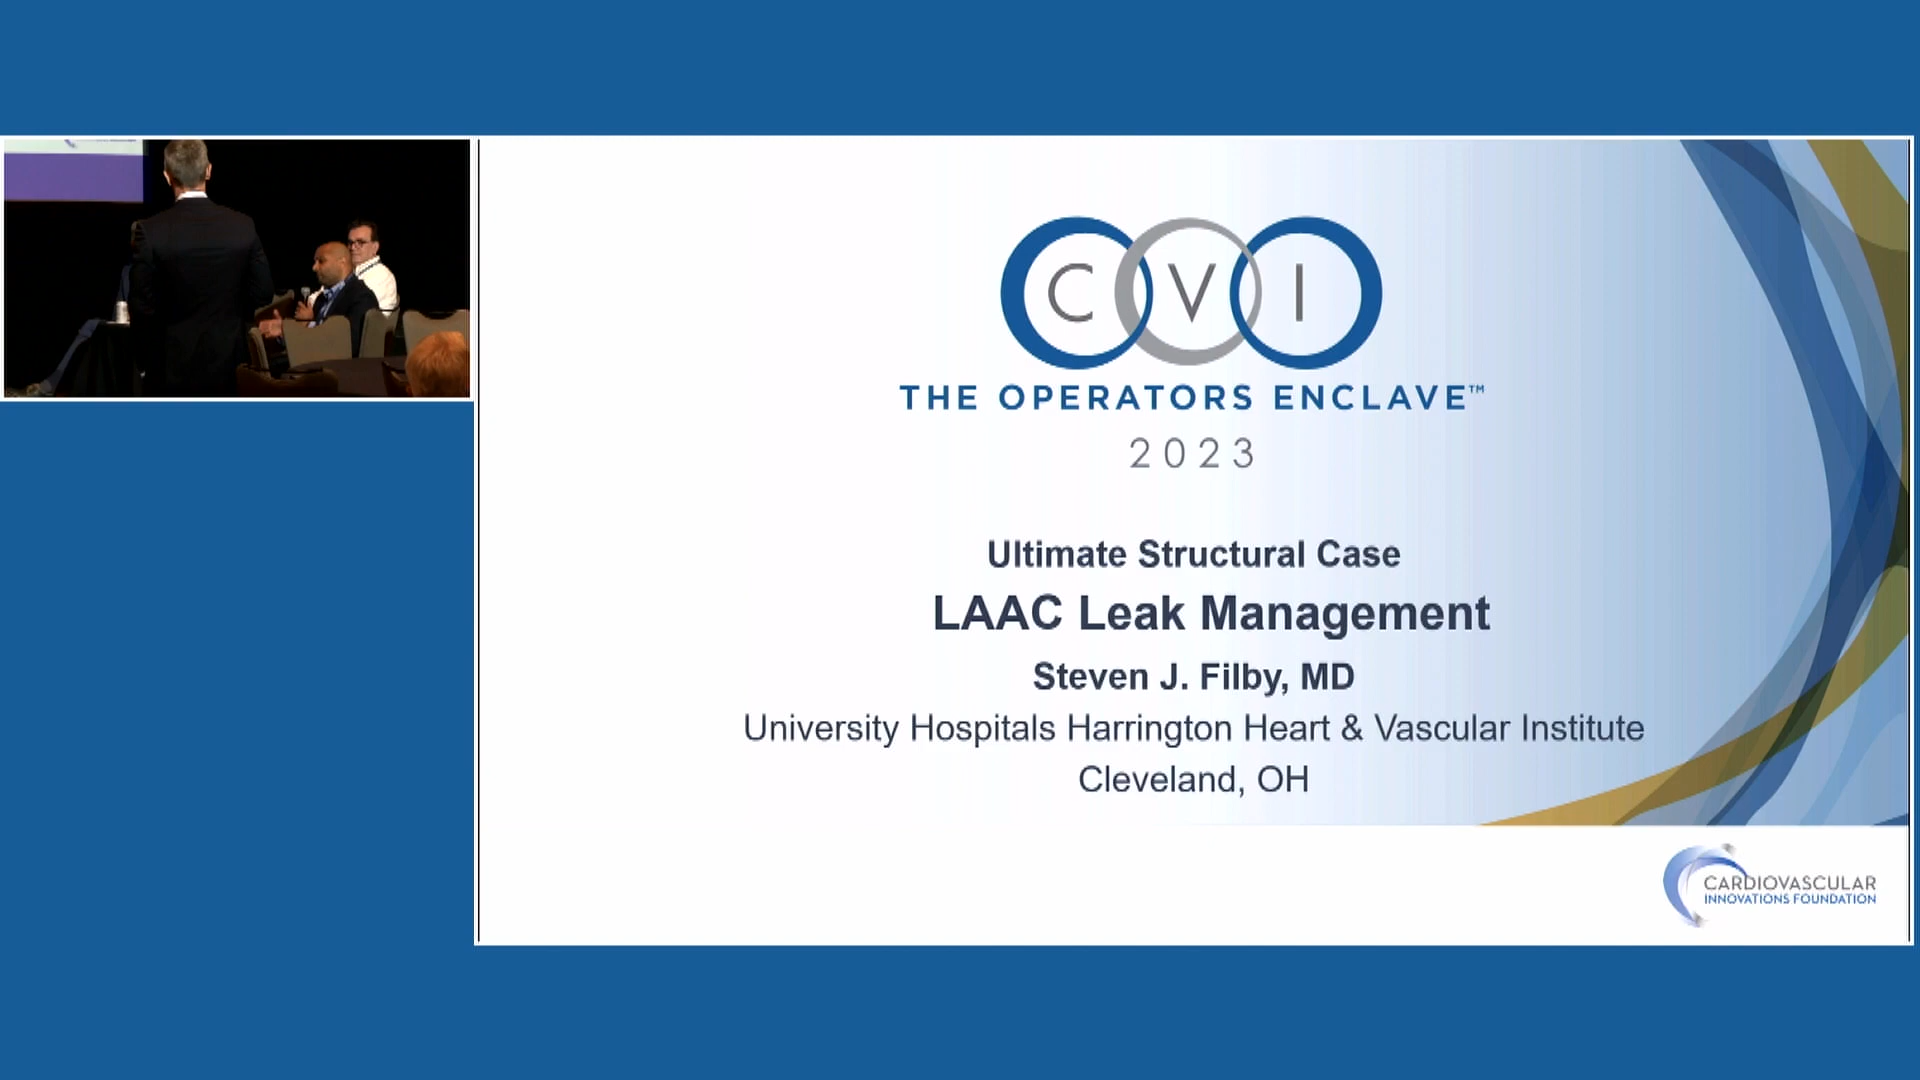 C V I
THE OPERATORS ENCLAVE™
2023
Ultimate Structural Case
LAAC Leak Management
Steven J. Filby, MD
University Hospitals Harrington Heart & Vascular Institute
Cleveland, OH
CARDIOVASCULAR
INNOVATIONS FOUNDATION